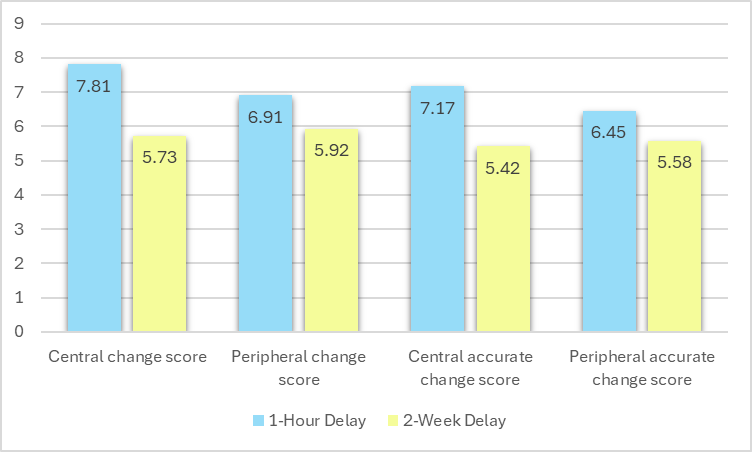 9
8
7
6
5
4
3
2
1
0
7.81
5.73
6.91
5.92
7.17
5.42
6.45
5.58
Central change score
Peripheral change
score
Central accurate
change score
Peripheral accurate
change score
1-Hour Delay
2-Week Delay